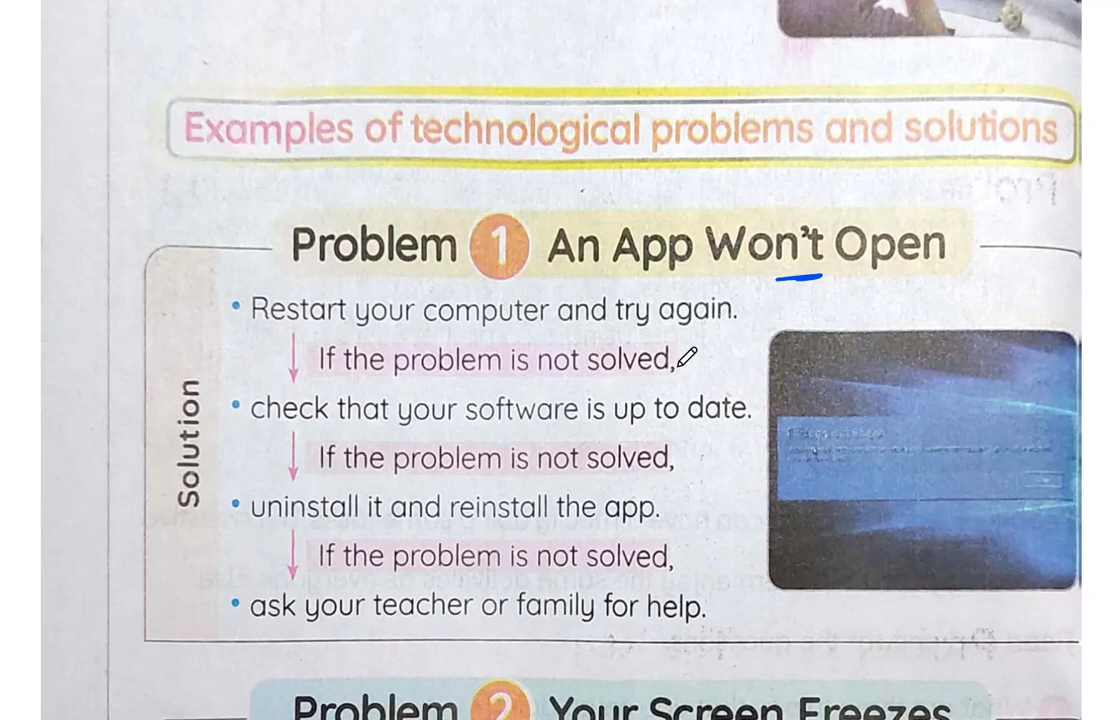 Examples of technological problems and solutions
Problem 1 An App Won't Open
Solution
• Restart your computer and try again.
If the problem is not solved,
• check that your software is up to date.
If the problem is not solved,
• uninstall it and reinstall the app.
If the problem is not solved,
• ask your teacher or family for help.
Problem 2 Your Screen Freezes